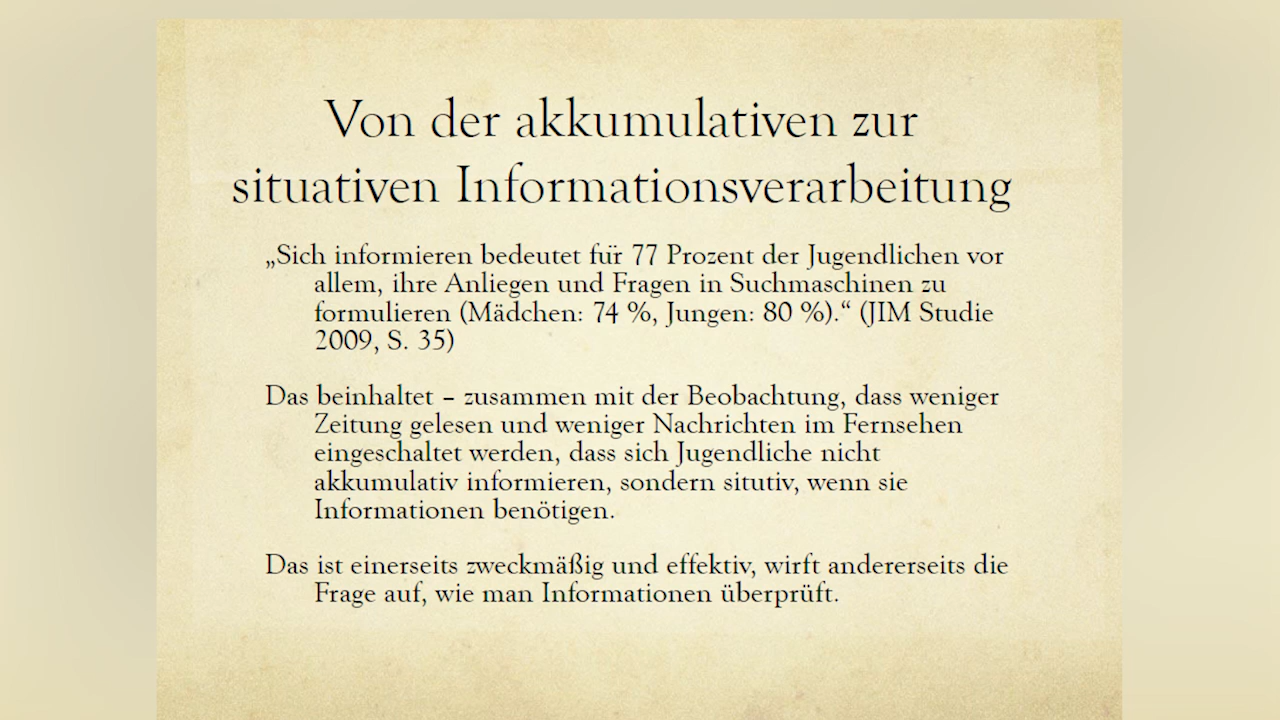 Von der akkumulativen zur
situativen Informationsverarbeitung
„Sich informieren bedeutet für 77 Prozent der Jugendlichen vor
allem, ihre Anliegen und Fragen in Suchmaschinen zu
formulieren (Mädchen: 74 %, Jungen: 80 %).“ (JIM Studie
2009, S. 35)
Das beinhaltet – zusammen mit der Beobachtung, dass weniger
Zeitung gelesen und weniger Nachrichten im Fernsehen
eingeschaltet werden, dass sich Jugendliche nicht
akkumulativ informieren, sondern situtiv, wenn sie
Informationen benötigen.
Das ist einerseits zweckmäßig und effektiv, wirft andererseits die
Frage auf, wie man Informationen überprüft.